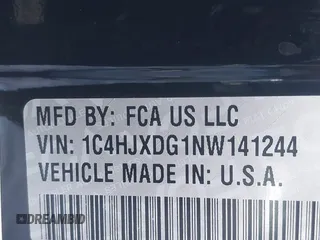 MFD BY: FCA US LLC
VIN: 1C4HJXDG1NW141244
VEHICLE MADE IN: U.S.A.
DREAMBID